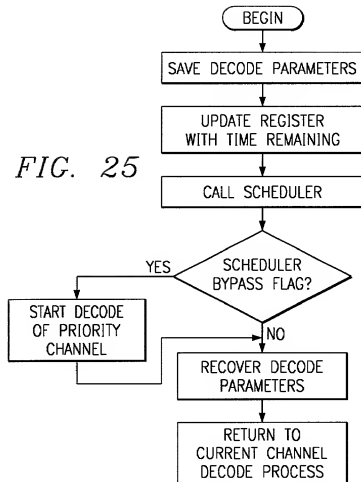 BEGIN
SAVE DECODE PARAMETERS
UPDATE REGISTER
WITH TIME REMAINING
FIG. 25
CALL SCHEDULER
YES
SCHEDULER
BYPASS FLAG?
START DECODE
OF PRIORITY
CHANNEL
NO
RECOVER DECODE
PARAMETERS
RETURN TO
CURRENT CHANNEL
DECODE PROCESS